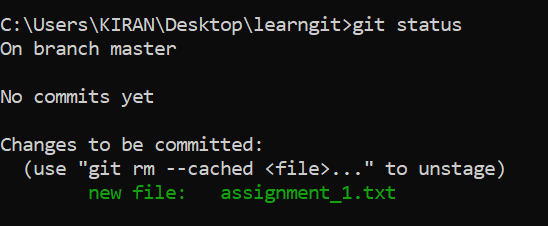 C:\Users\KIRAN\Desktop\learngit>git status
On branch master
No commits yet
Changes to be committed:
(use "git rm --cached <file>..." to unstage)
new file: assignment_1.txt